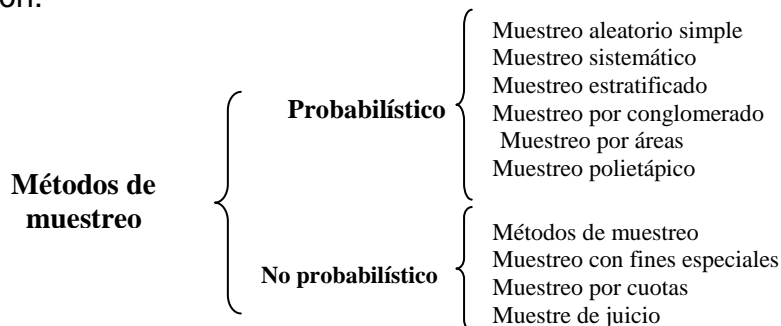 ón.
Métodos de
muestreo
Probabilístico
Muestreo aleatorio simple
Muestreo sistemático
Muestreo estratificado
Muestreo por conglomerado
Muestreo por áreas
Muestreo polietápico
No probabilístico
Métodos de muestreo
Muestreo con fines especiales
Muestreo por cuotas
Muestre de juicio